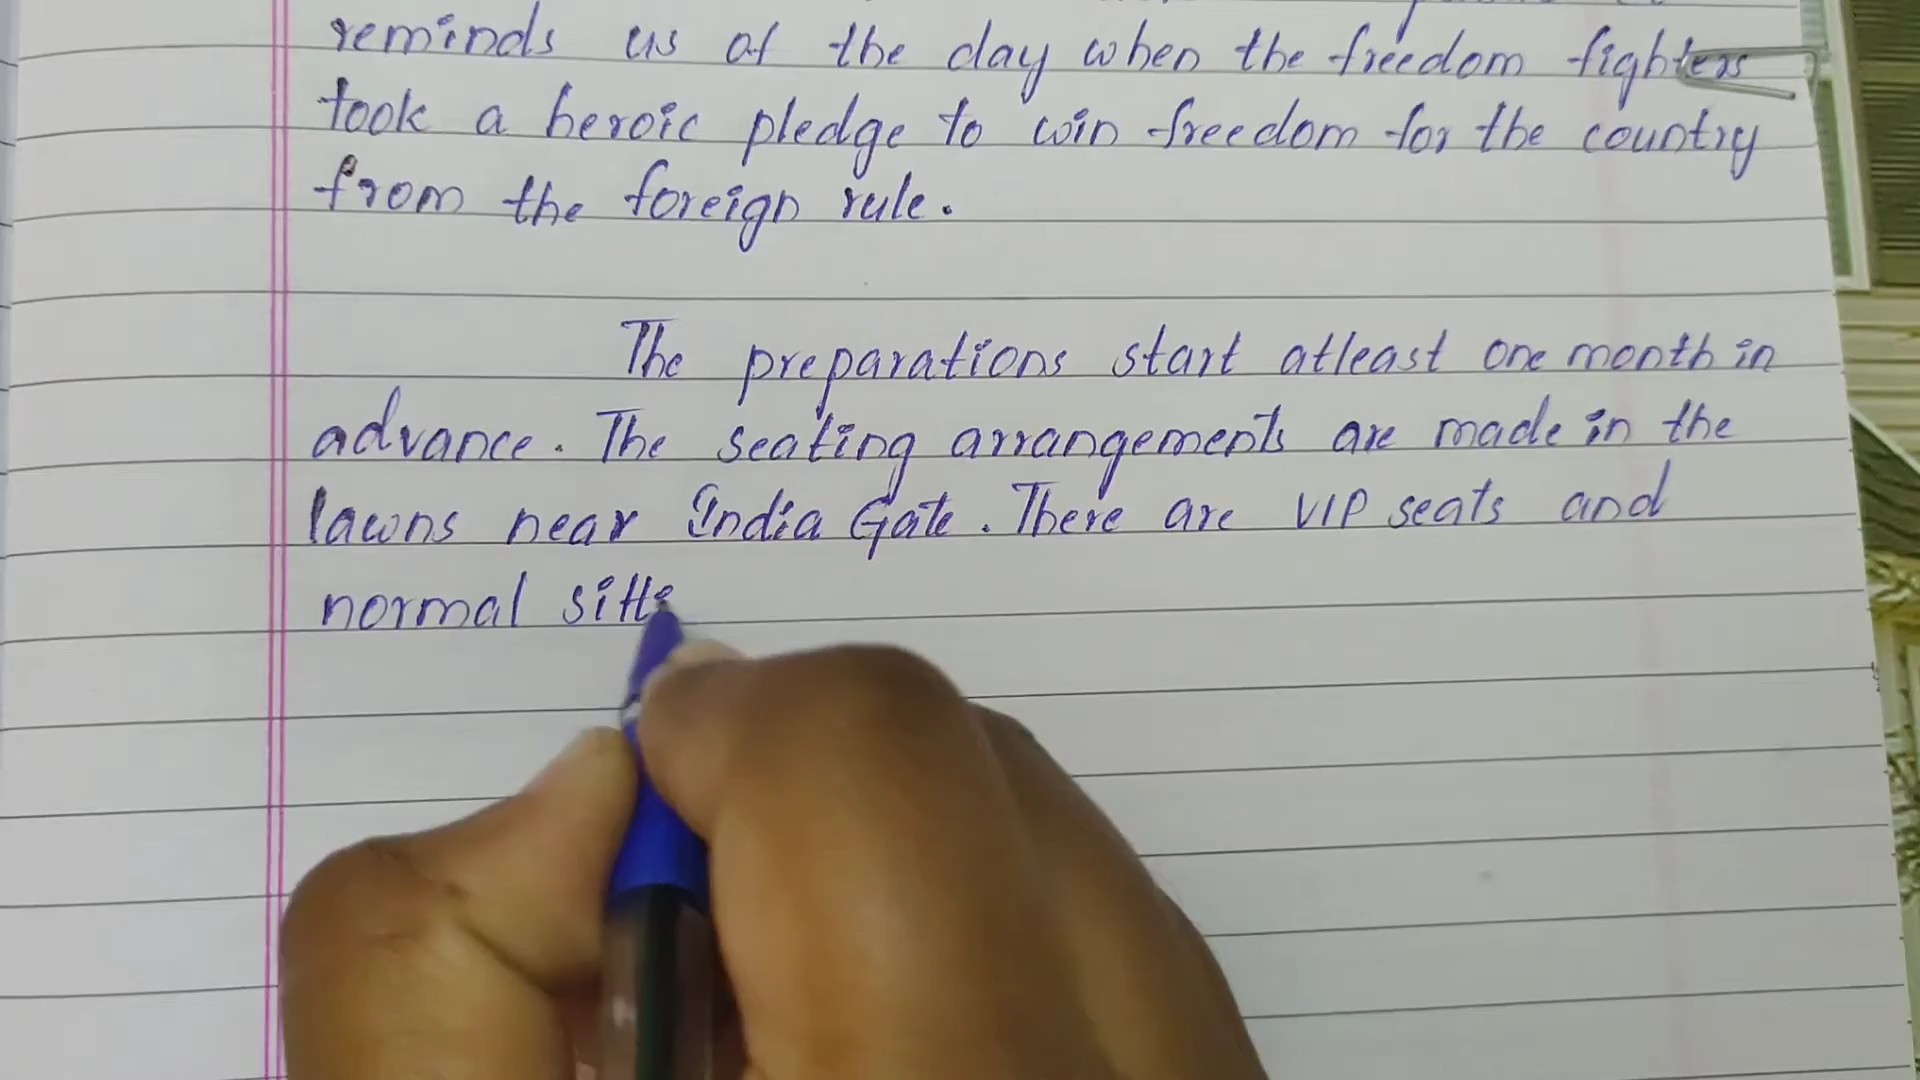 reminds us of the day when the freedom fighters
took a heroic pledge to win freedom for the country
from the foreign rule.
The preparations start atleast one month in
advance. The seating arrangements are made in the
lawns near India Gate. There are VIP seats and
normal sitti